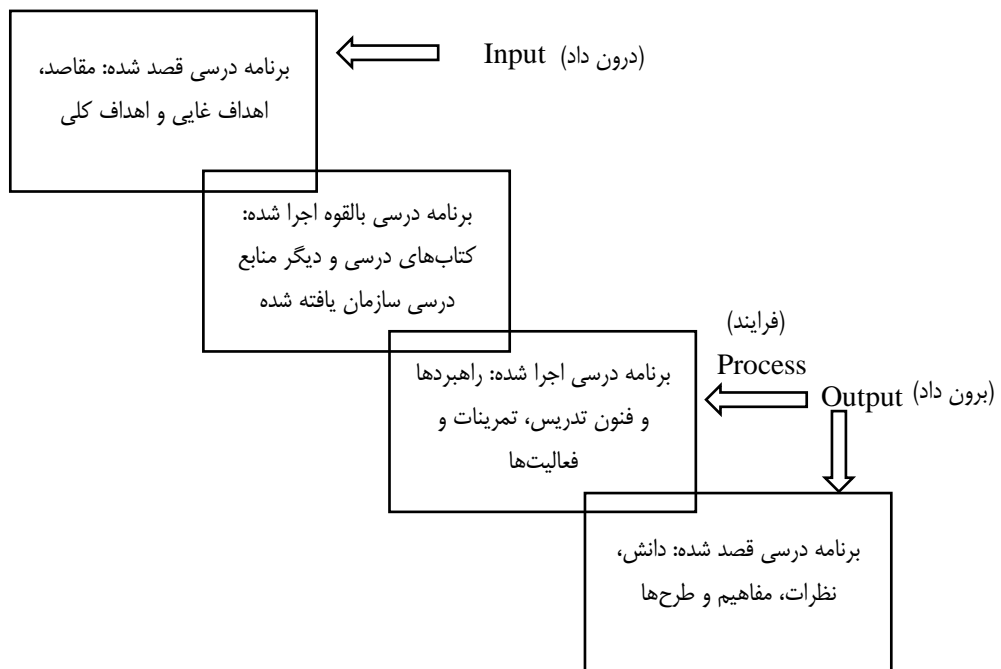 برنامه درسی قصد شده: مقاصد،
اهداف غایی و اهداف کلی
Input (درون داد)
برنامه درسی بالقوه اجرا شده:
کتاب‌های درسی و دیگر منابع
درسی سازمان یافته شده
برنامه درسی اجرا شده: راهبردها
و فنون تدریس، تمرینات و
فعالیت‌ها
(فرایند)
Process
Output (برون داد)
برنامه درسی قصد شده: دانش،
نظرات، مفاهیم و طرح‌ها